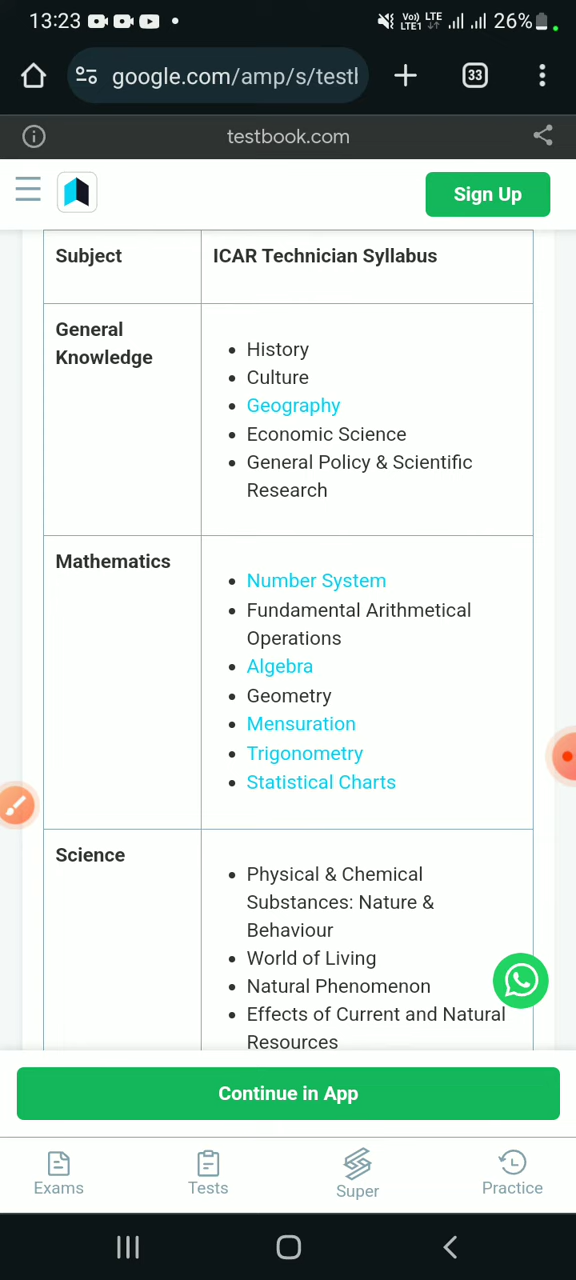 13:23
Vo) LTE
LTE1
26%
google.com/amp/s/testl
33
testbook.com
Sign Up
Subject
ICAR Technician Syllabus
General
Knowledge
History
Culture
Geography
Economic Science
General Policy & Scientific
Research
Mathematics
Number System
Fundamental Arithmetical
Operations
Algebra
Geometry
Mensuration
Trigonometry
Statistical Charts
Science
Physical & Chemical
Substances: Nature &
Behaviour
World of Living
Natural Phenomenon
Effects of Current and Natural
Resources
Continue in App
Exams
Tests
Super
Practice